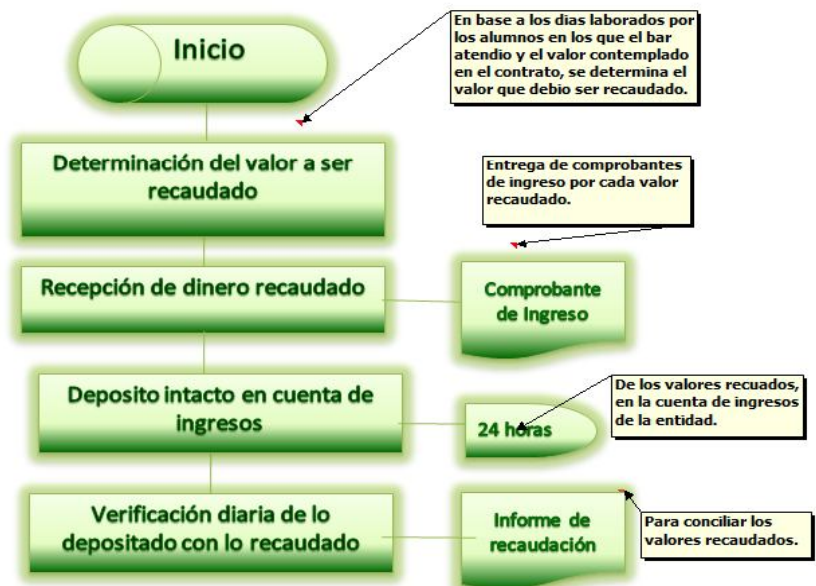 Inicio
En base a los dias laborados por
los alumnos en los que el bar
atendio y el valor contemplado
en el contrato, se determina el
valor que debio ser recaudado.
Determinación del valor a ser
recaudado
Entrega de comprobantes
de ingreso por cada valor
recaudado.
Recepción de dinero recaudado
Comprobante
de Ingreso
Deposito intacto en cuenta de
ingresos
24 horas
De los valores recuados,
en la cuenta de ingresos
de la entidad.
Verificación diaria de lo
depositado con lo recaudado
Informe de
recaudación
Para conciliar los
valores recaudados.